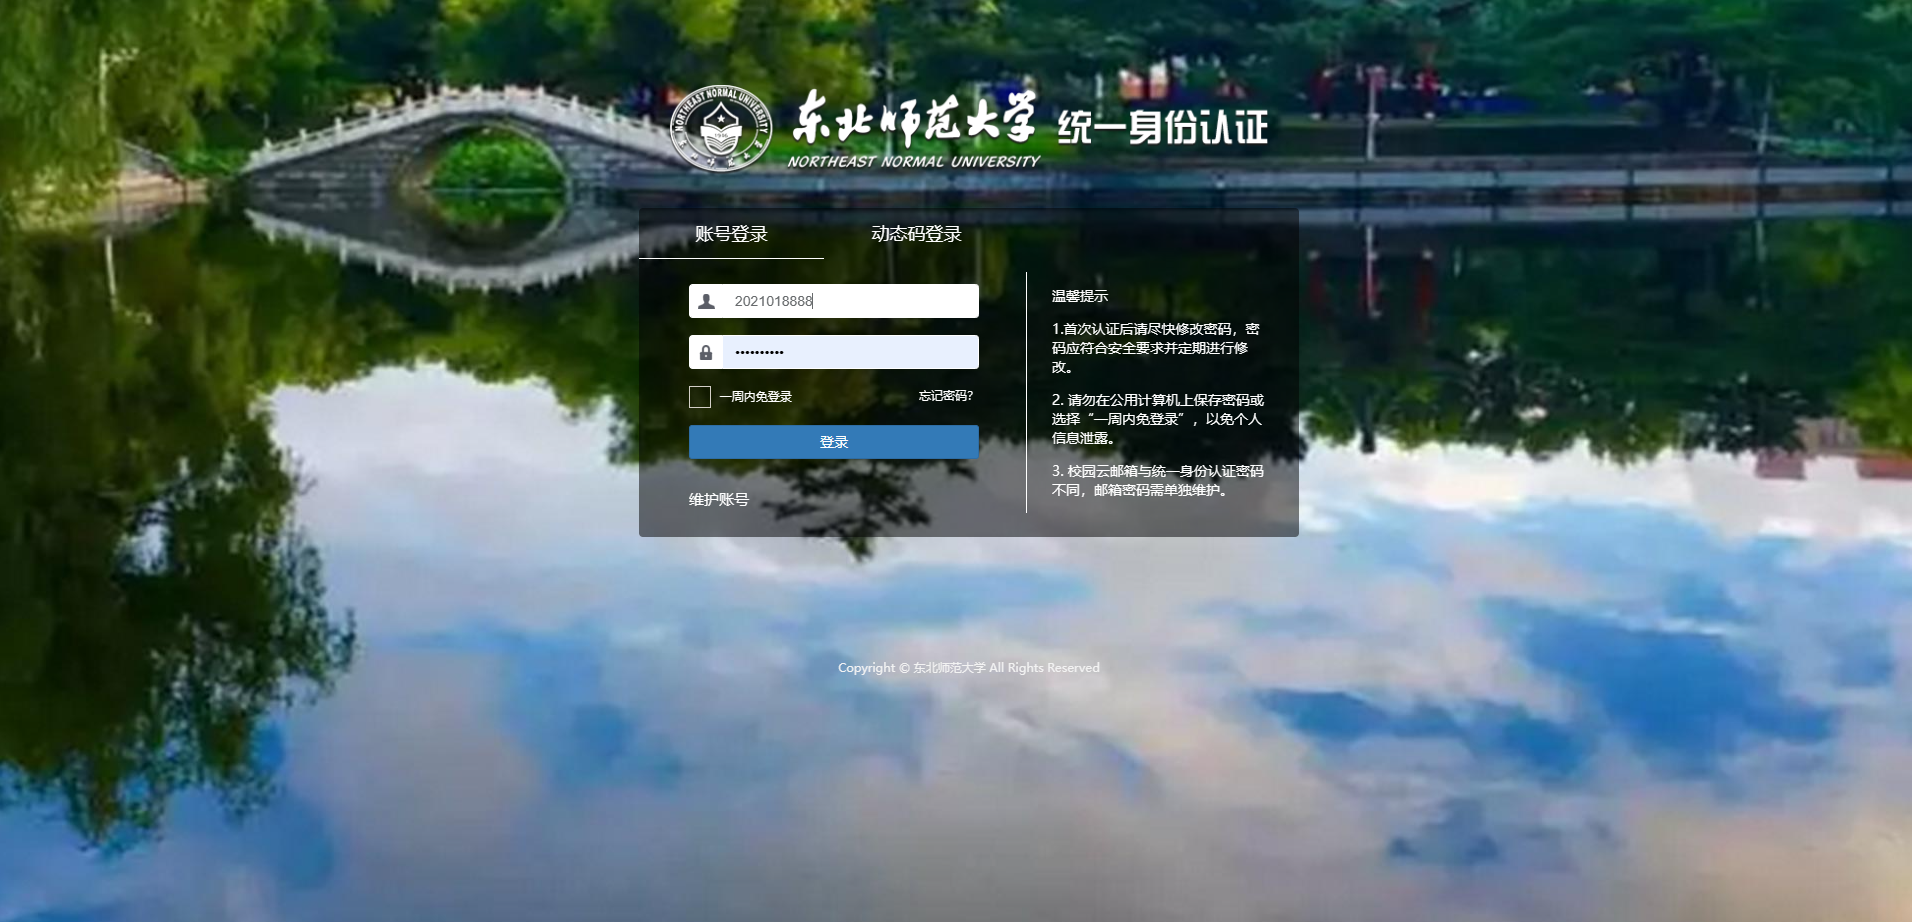 NORTHEAST NORMAL UNIVERSITY
东北师范大学 统一身份认证
NORTHEAST NORMAL UNIVERSITY
账号登录 动态码登录
2021018888
••••••••••
一周内免登录 忘记密码?
登录
维护账号
温馨提示
1.首次认证后请尽快修改密码，密
码应符合安全要求并定期进行修
改。
2. 请勿在公用计算机上保存密码或
选择“一周内免登录”，以免个人
信息泄露。
3. 校园云邮箱与统一身份认证密码
不同，邮箱密码需单独维护。
Copyright © 东北师范大学 All Rights Reserved